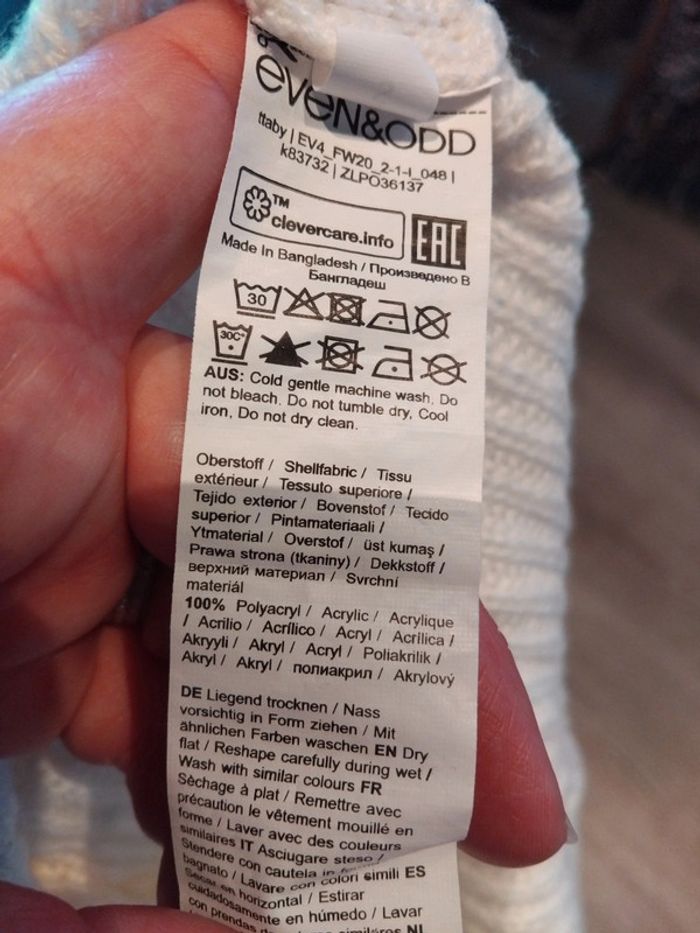 even&odd
ttaby | EV4_FW20_2-1-I_048 |
k83732 | ZLPO36137
TM
clevercare.info
EAC
Made In Bangladesh / Произведено В
Бангладеш
30
30C°
AUS: Cold gentle machine wash, Do
not bleach. Do not tumble dry, Cool
iron, Do not dry clean.
Oberstoff / Shellfabric / Tissu
extérieur / Tessuto superiore /
Tejido exterior / Bovenstof / Tecido
superior / Pintamateriaali /
Ytmaterial / Overstof / üst kumaş /
Prawa strona (tkaniny) / Dekkstoff /
верхний материал / Svrchní
materiál
100% Polyacryl / Acrylic / Acrylique
/ Acrilio / Acrílico / Acryl / Acrílica /
Akryyli / Akryl / Acryl / Poliakrilik /
Akryl / Akryl / полиакрил / Akrylový
DE Liegend trocknen / Nass
vorsichtig in Form ziehen / Mit
ähnlichen Farben waschen EN Dry
flat / Reshape carefully during wet /
Wash with similar colours FR
Séchage à plat / Remettre avec
précaution le vêtement mouillé en
forme / Laver avec des couleurs
similaires IT Asciugare steso /
Stendere con cautela in forma
bagnato / Lavare con colori simili ES
Secar en horizontal / Estirar
cuidadosamente en húmedo / Lavar
con prendas de similares NL